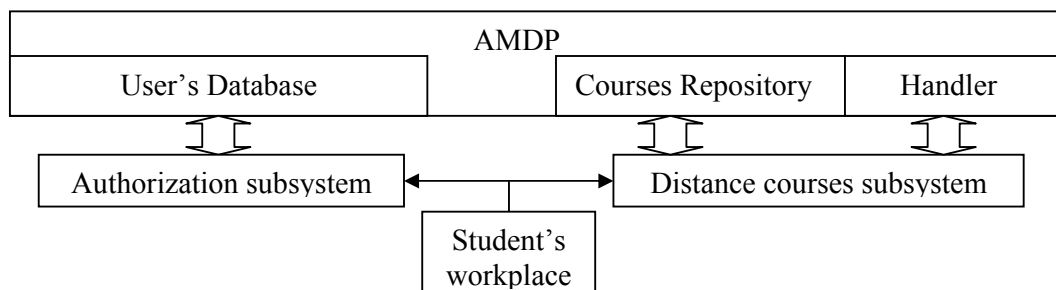 AMDP
User’s Database
Courses Repository
Handler
Authorization subsystem
Distance courses subsystem
Student’s
workplace